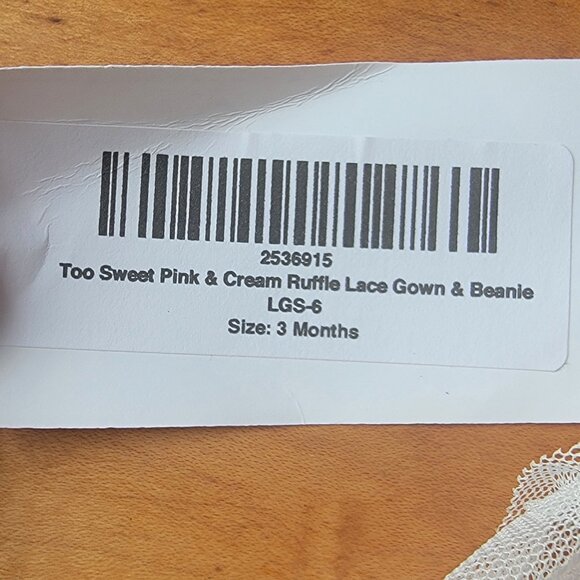 2536915
Too Sweet Pink & Cream Ruffle Lace Gown & Beanie
LGS-6
Size: 3 Months